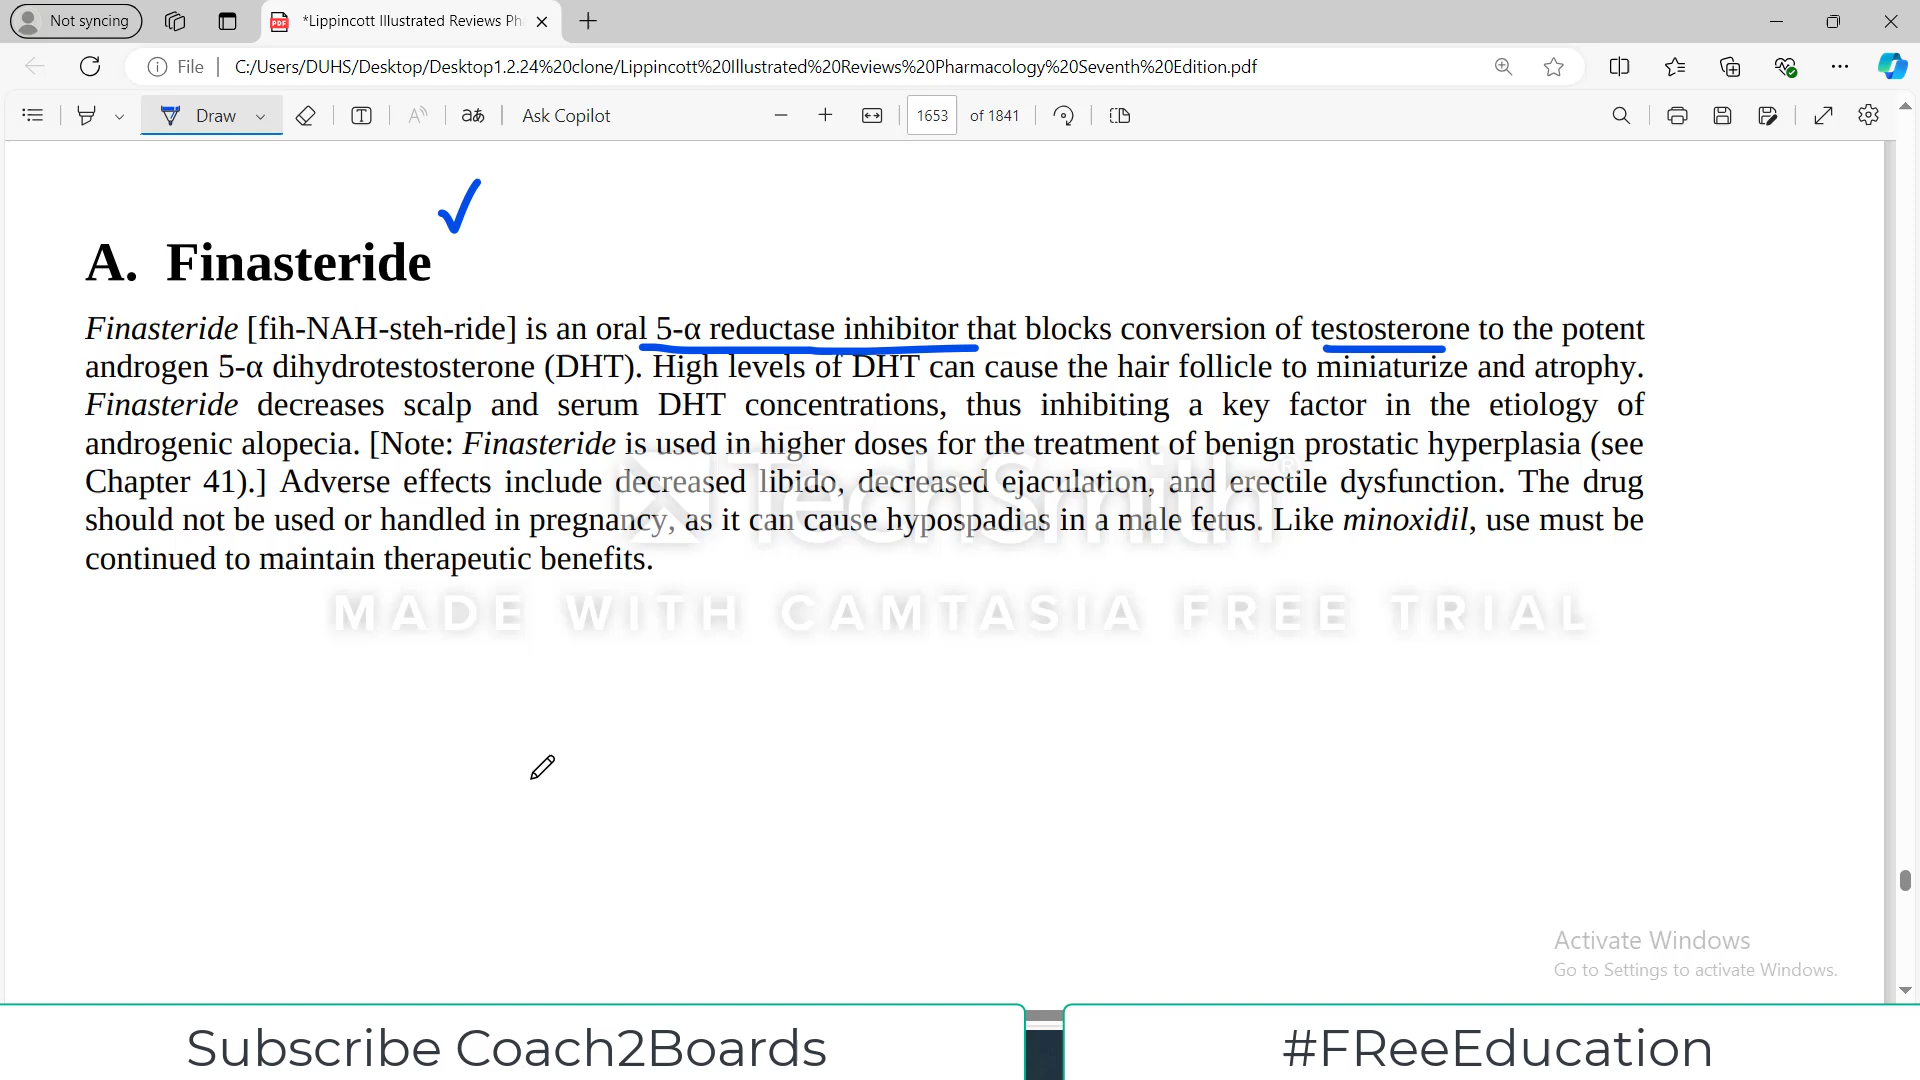 Not syncing
*Lippincott Illustrated Reviews Ph
File
C:/Users/DUHS/Desktop/Desktop1.2.24%20clone/Lippincott%20Illustrated%20Reviews%20Pharmacology%20Seventh%20Edition.pdf
Draw
aあ
Ask Copilot
1653 of 1841
A. Finasteride
Finasteride [fih-NAH-steh-ride] is an oral 5-α reductase inhibitor that blocks conversion of testosterone to the potent
androgen 5-α dihydrotestosterone (DHT). High levels of DHT can cause the hair follicle to miniaturize and atrophy.
Finasteride decreases scalp and serum DHT concentrations, thus inhibiting a key factor in the etiology of
androgenic alopecia. [Note: Finasteride is used in higher doses for the treatment of benign prostatic hyperplasia (see
Chapter 41).] Adverse effects include decreased libido, decreased ejaculation, and erectile dysfunction. The drug
should not be used or handled in pregnancy, as it can cause hypospadias in a male fetus. Like minoxidil, use must be
continued to maintain therapeutic benefits.
TechSmith®
MADE WITH CAMTASIA FREE TRIAL
Activate Windows
Go to Settings to activate Windows.
Subscribe Coach2Boards
#FReeEducation